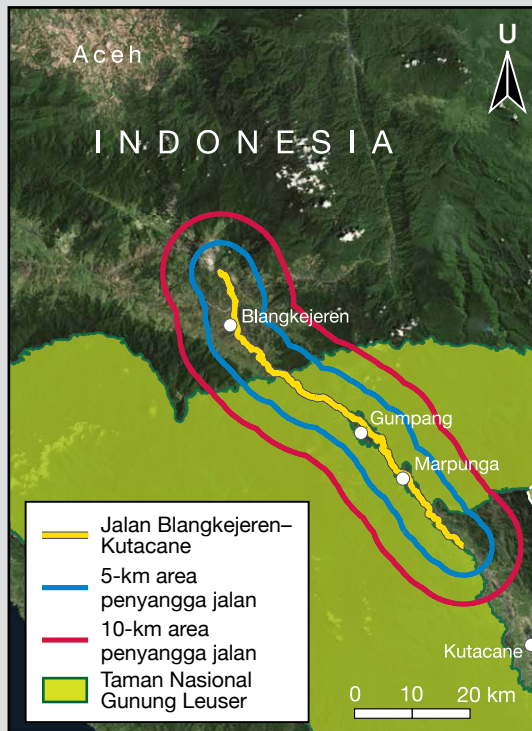 Aceh
U
INDONESIA
Blangkejeren
Gumpang
Marpunga
Jalan Blangkejeren–
Kutacane
5-km area
penyangga jalan
10-km area
penyangga jalan
Taman Nasional
Gunung Leuser
Kutacane
0 10 20 km